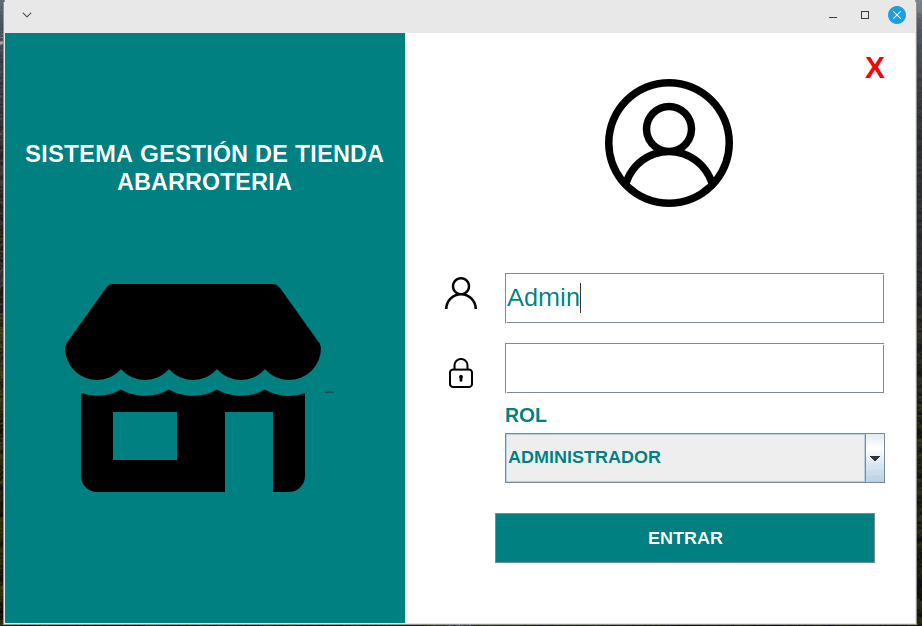 SISTEMA GESTIÓN DE TIENDA
ABARROTERIA
X
Admin
ROL
ADMINISTRADOR
ENTRAR